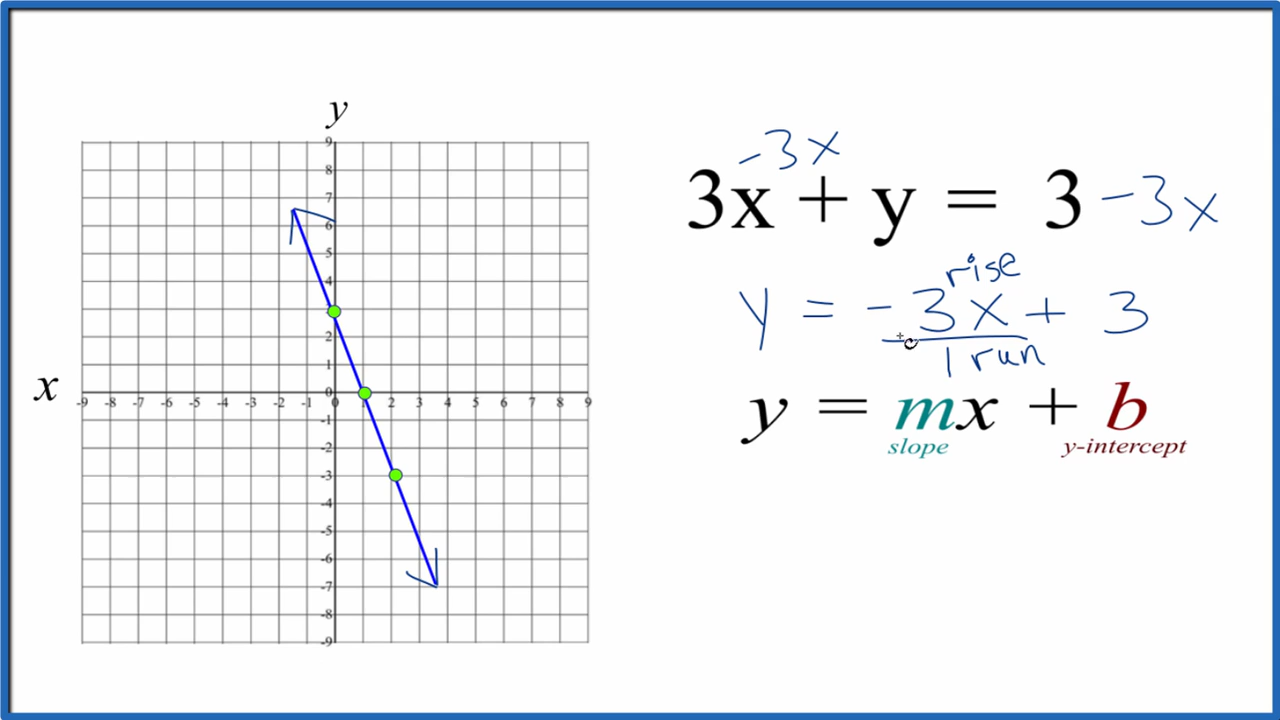 y
9
8
7
6
5
4
2
1
0
x
-9 -8 -7 -6 -5 -4 -3 -2 -1 0 2 3 4 5 6 7 8 9
-1
-2
-3
-4
-5
-6
-7
-8
-9
-3x
3x + y = 3 -3x
rise
y = -3x + 3
1 run
y = mx + b
slope y-intercept